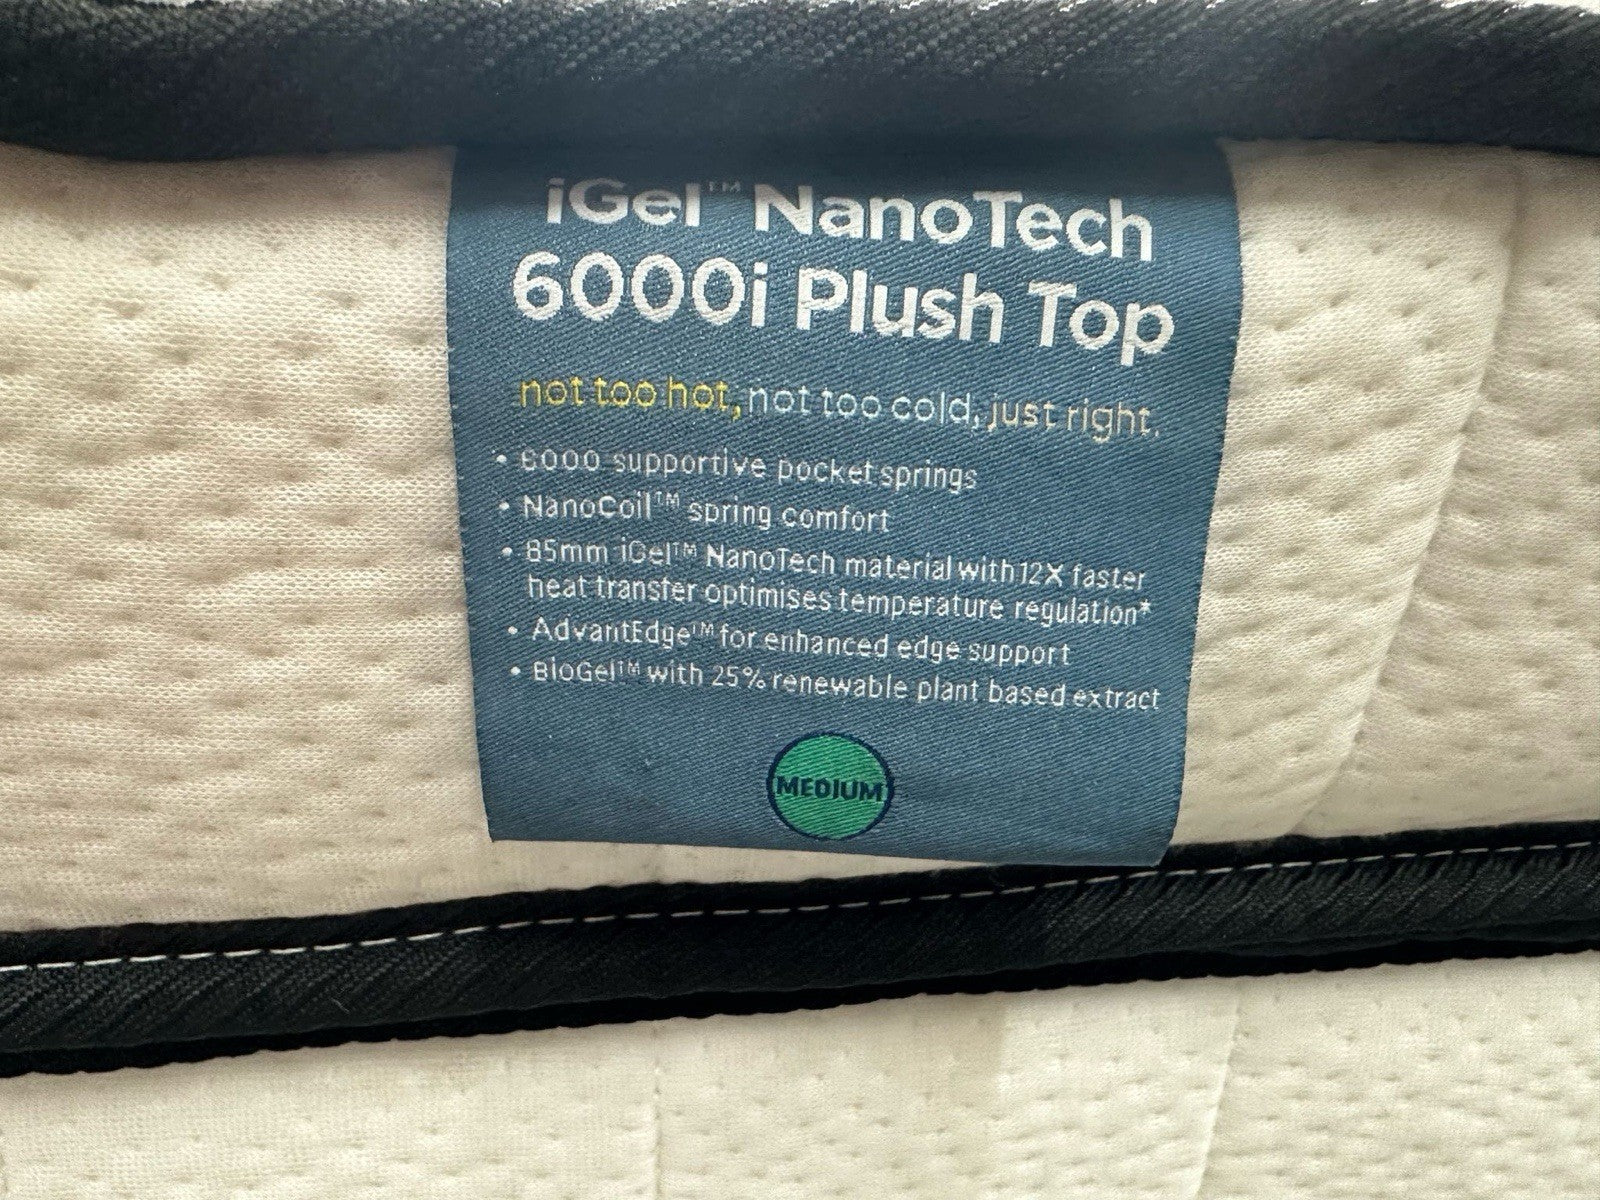 iGel™ NanoTech
6000i Plush Top
not too hot, not too cold, just right.
• 6000 supportive pocket springs
• NanoCoil™ spring comfort
• 85mm iGel™ NanoTech material with 12X faster
heat transfer optimises temperature regulation*
• AdvantEdge™ for enhanced edge support
• BioGel™ with 25% renewable plant based extract
MEDIUM